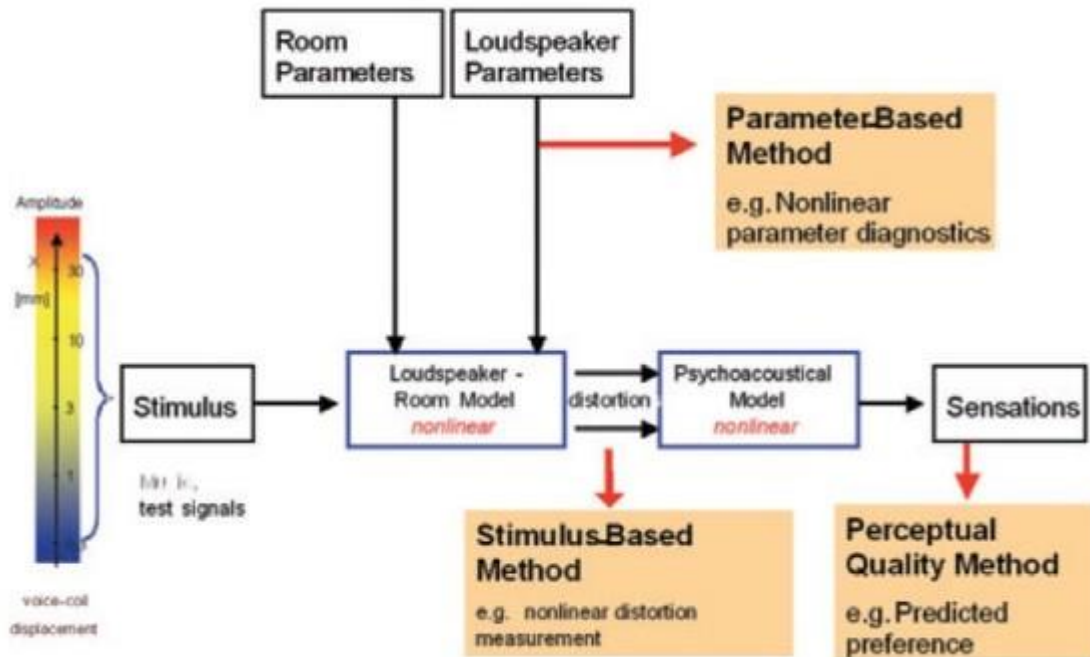 Room
Parameters
Loudspeaker
Parameters
Parameter-Based
Method
e.g. Nonlinear
parameter diagnostics
Amplitude
X
[mm]
30
10
3
1
voice-coil
displacement
Stimulus
test signals
Loudspeaker -
Room Model
nonlinear
distortion
Psychoacoustical
Model
nonlinear
Sensations
Stimulus-Based
Method
e.g. nonlinear distortion
measurement
Perceptual
Quality Method
e.g. Predicted
preference